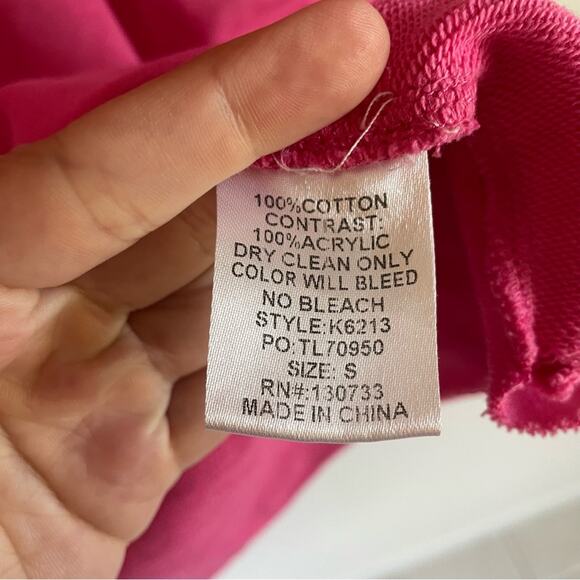 100%COTTON
CONTRAST:
100%ACRYLIC
DRY CLEAN ONLY
COLOR WILL BLEED
NO BLEACH
STYLE:K6213
PO:TL70950
SIZE: S
RN#:130733
MADE IN CHINA